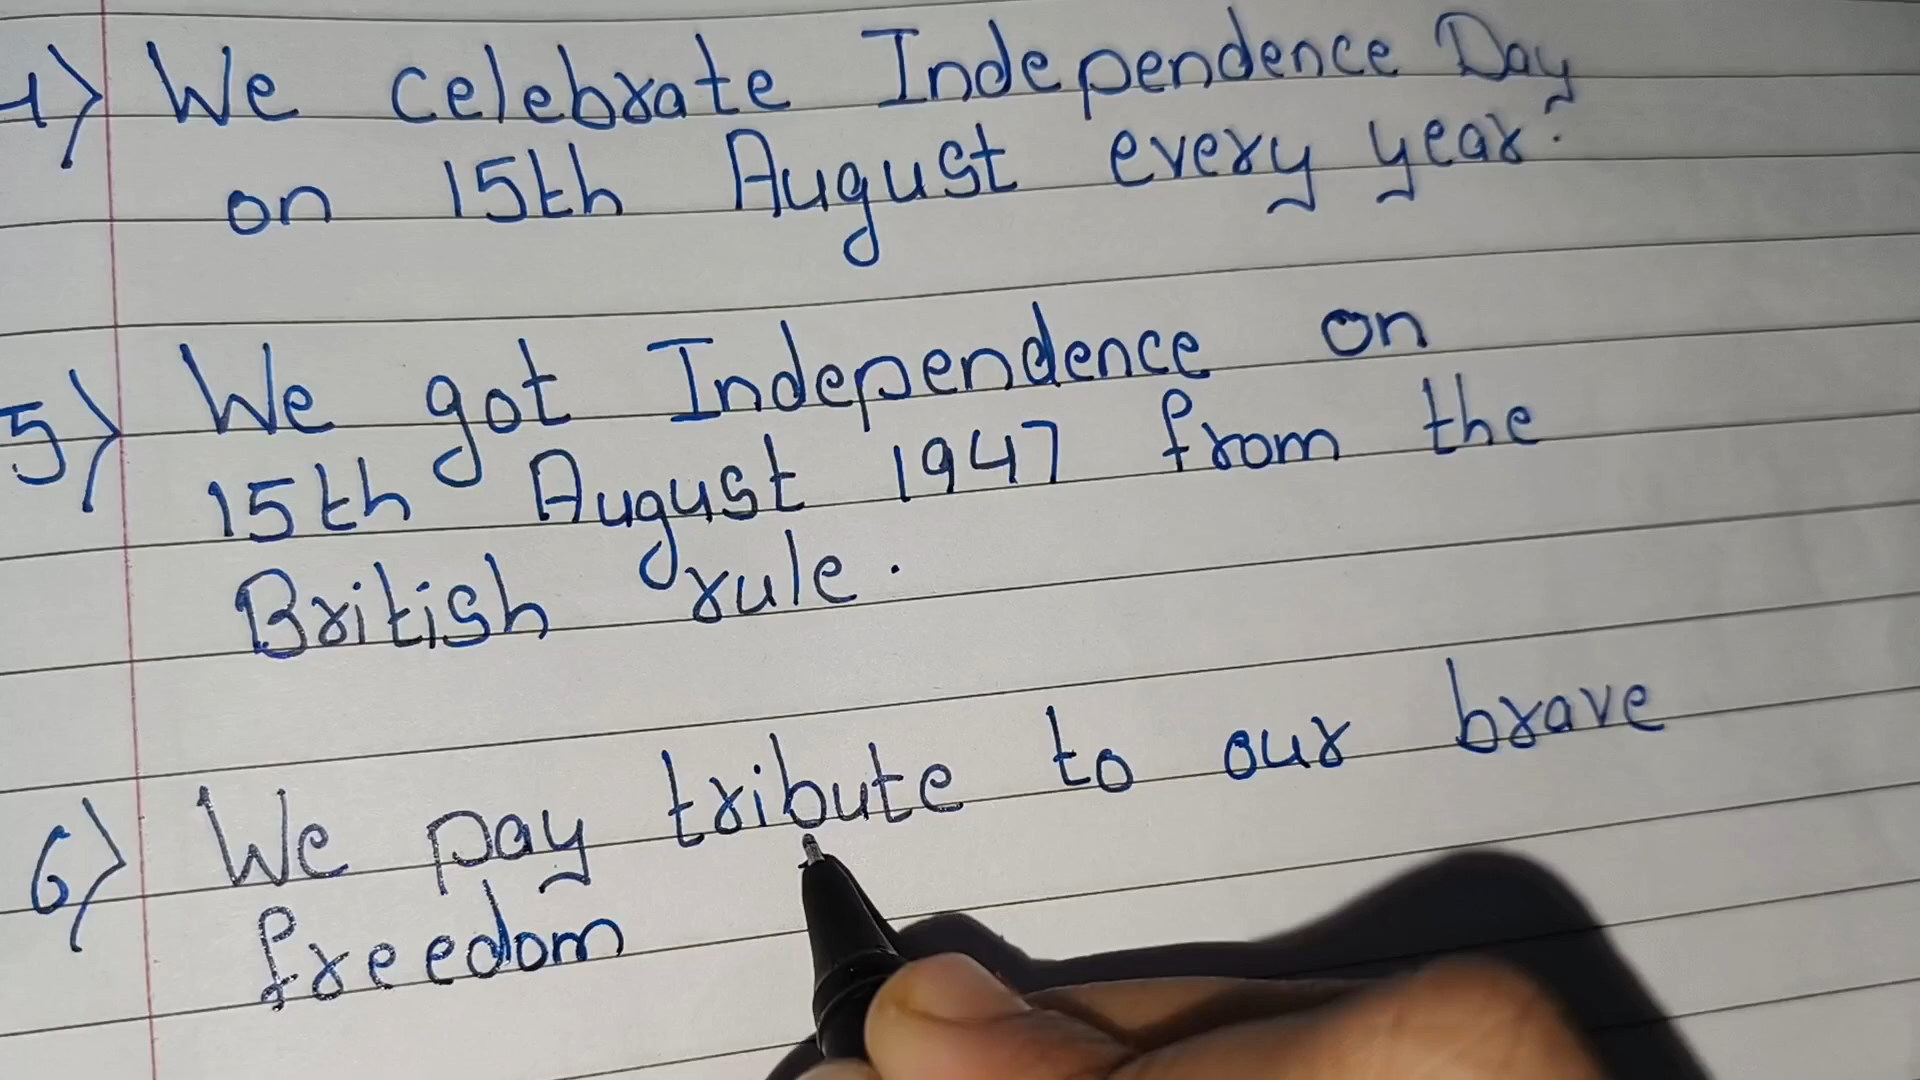 4) We celebrate Independence Day
on 15th August every year.
5) We got Independence on
15th August 1947 from the
British rule.
6) We pay tribute to our brave
freedom